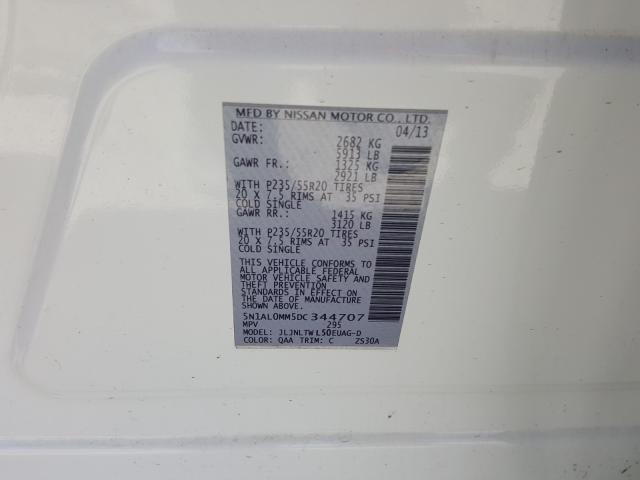 MFD BY NISSAN MOTOR CO., LTD.
DATE: 04/13
GVWR: 2682 KG
5913 LB
GAWR FR.: 1325 KG
2921 LB
WITH P235/55R20 TIRES
20 X 7.5 RIMS AT 35 PSI
COLD SINGLE
GAWR RR.: 1415 KG
3120 LB
WITH P235/55R20 TIRES
20 X 7.5 RIMS AT 35 PSI
COLD SINGLE
THIS VEHICLE CONFORMS TO
ALL APPLICABLE FEDERAL
MOTOR VEHICLE SAFETY AND
THEFT PREVENTION
STANDARDS IN EFFECT ON
THE DATE OF MANUFACTURE
SHOWN ABOVE.
5N1AL0MM5DC344707
MPV 295
MODEL: JLJNLTWL50EUAG-D
COLOR: QAA TRIM: C ZS30A